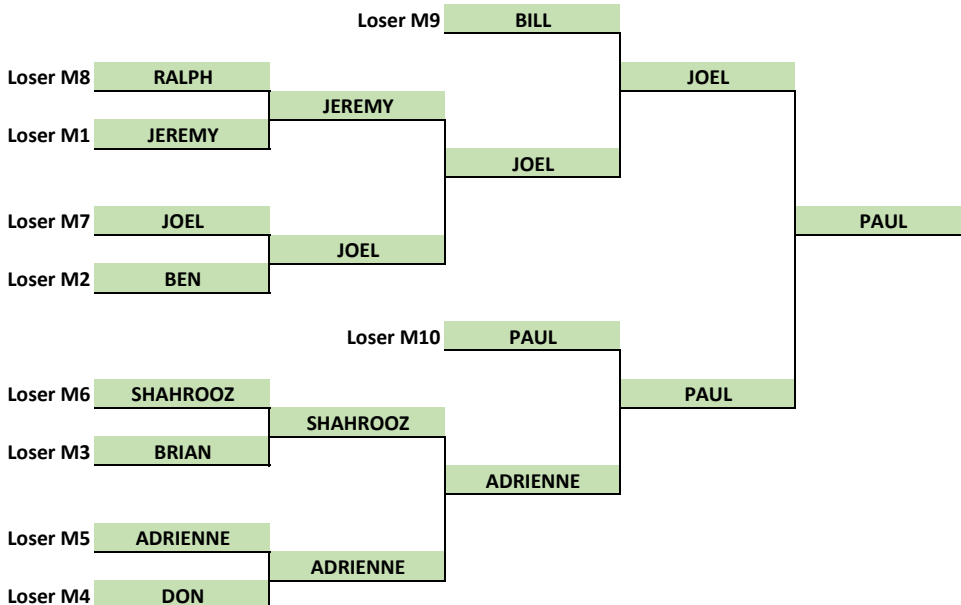 Loser M9 BILL
Loser M8 RALPH JOEL
JEREMY
Loser M1 JEREMY
JOEL
Loser M7 JOEL PAUL
JOEL
Loser M2 BEN
Loser M10 PAUL
Loser M6 SHAHROOZ PAUL
SHAHROOZ
Loser M3 BRIAN
ADRIENNE
Loser M5 ADRIENNE
ADRIENNE
Loser M4 DON